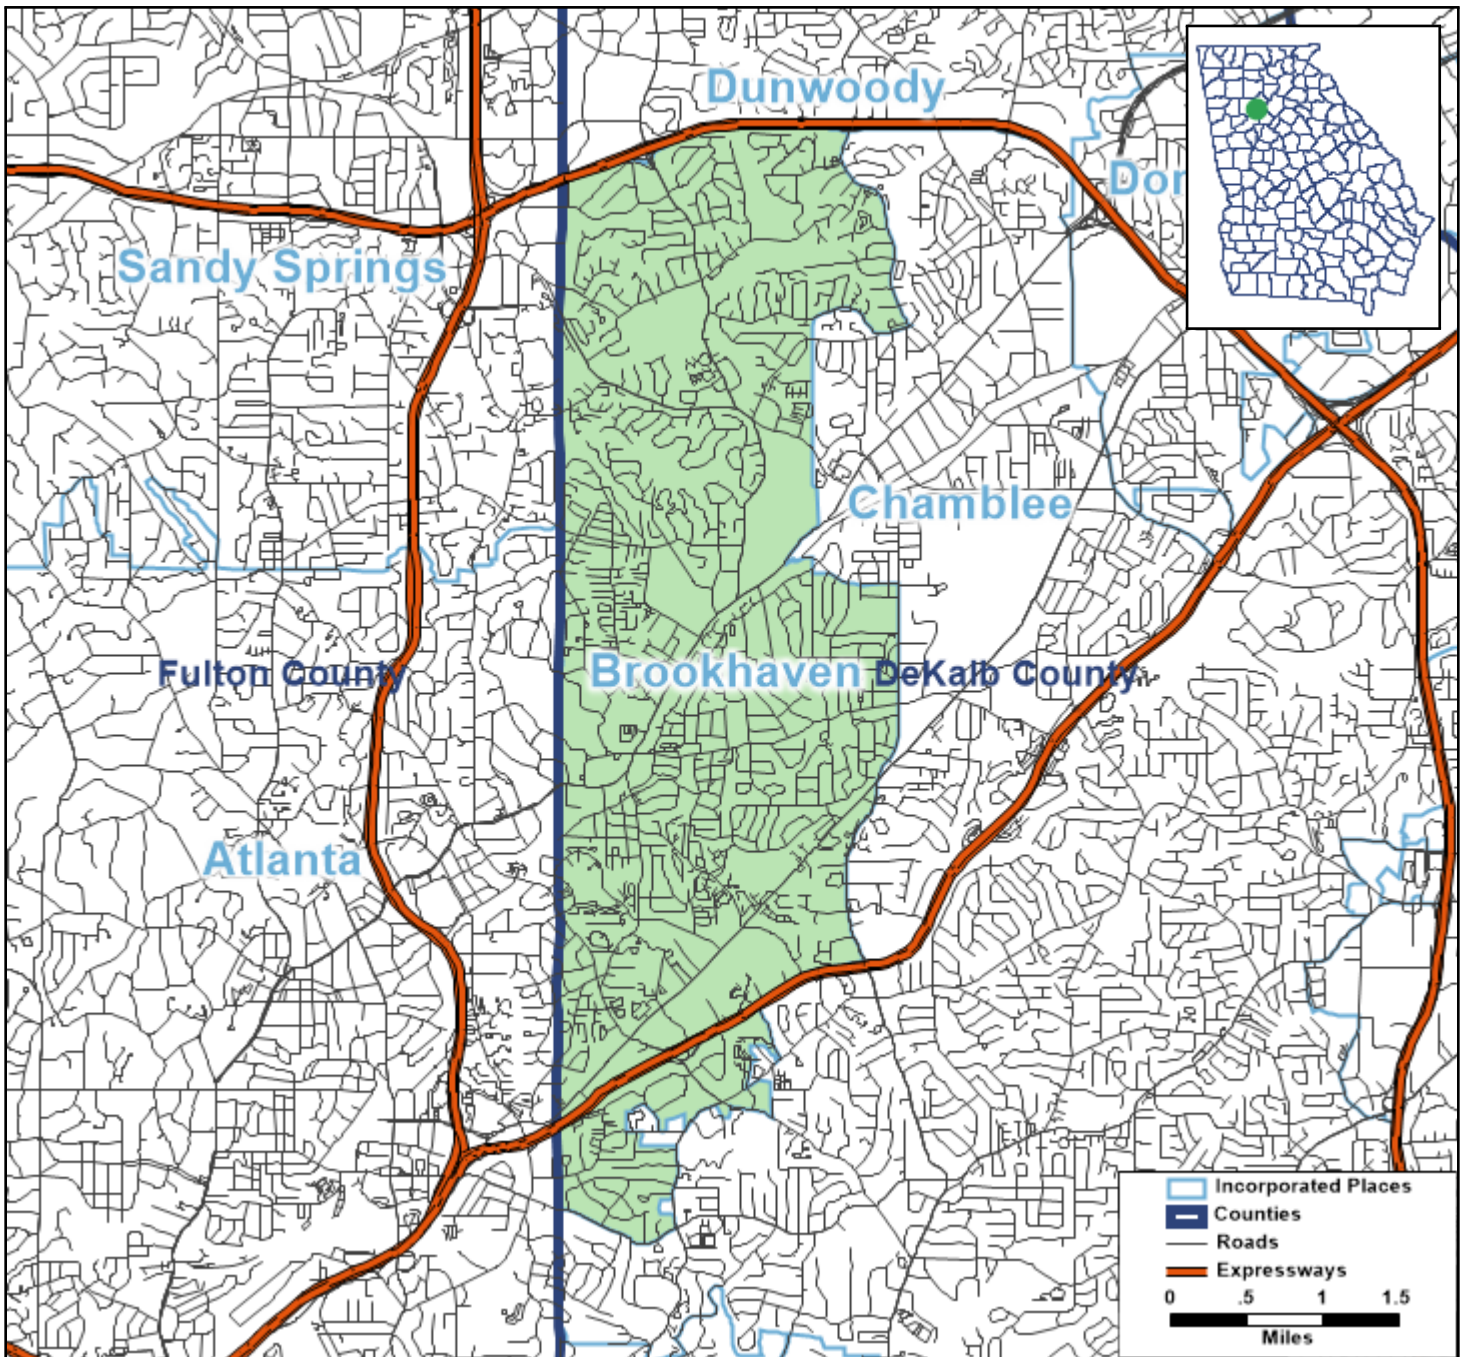 Dunwoody
Dor
Sandy Springs
Chamblee
Fulton County
Brookhaven
DeKalb County
Atlanta
Incorporated Places
Counties
Roads
Expressways
0 .5 1 1.5
Miles